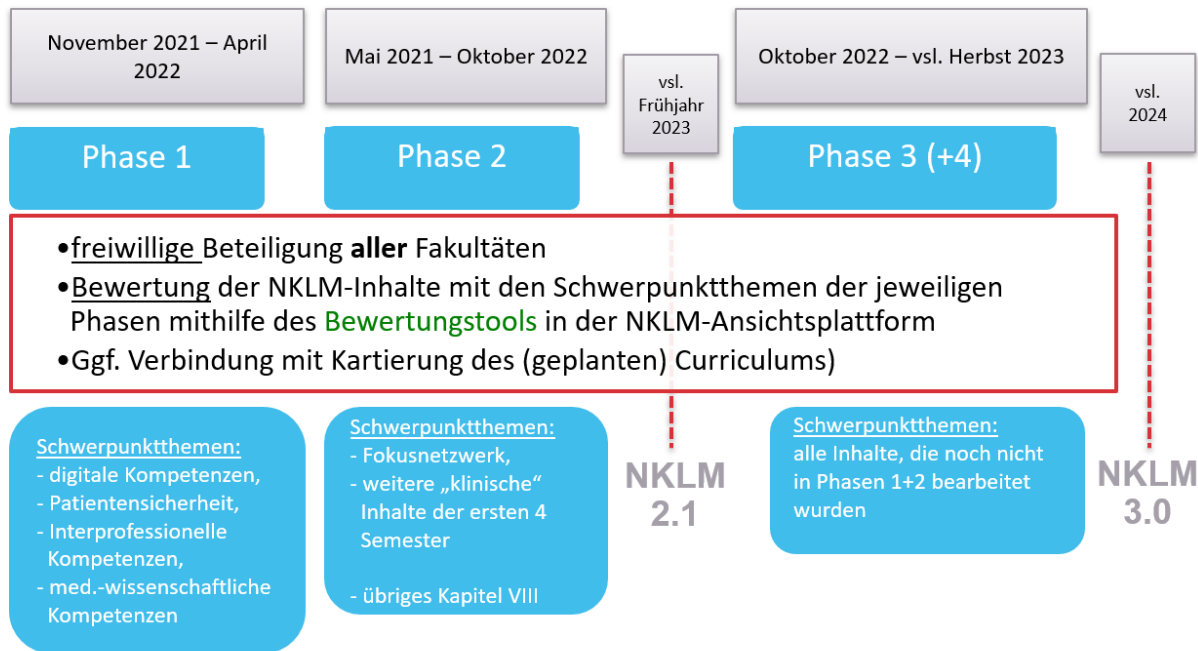 November 2021 – April
2022
Mai 2021 – Oktober 2022
vsl.
Frühjahr
2023
Oktober 2022 – vsl. Herbst 2023
vsl.
2024
Phase 1
Phase 2
Phase 3 (+4)
•freiwillige Beteiligung aller Fakultäten
•Bewertung der NKLM-Inhalte mit den Schwerpunktthemen der jeweiligen
Phasen mithilfe des Bewertungstools in der NKLM-Ansichtsplattform
•Ggf. Verbindung mit Kartierung des (geplanten) Curriculums)
Schwerpunktthemen:
- digitale Kompetenzen,
- Patientensicherheit,
- Interprofessionelle
Kompetenzen,
- med.-wissenschaftliche
Kompetenzen
Schwerpunktthemen:
- Fokusnetzwerk,
- weitere „klinische“
Inhalte der ersten 4
Semester
- übriges Kapitel VIII
NKLM
2.1
Schwerpunktthemen:
alle Inhalte, die noch nicht
in Phasen 1+2 bearbeitet
wurden
NKLM
3.0